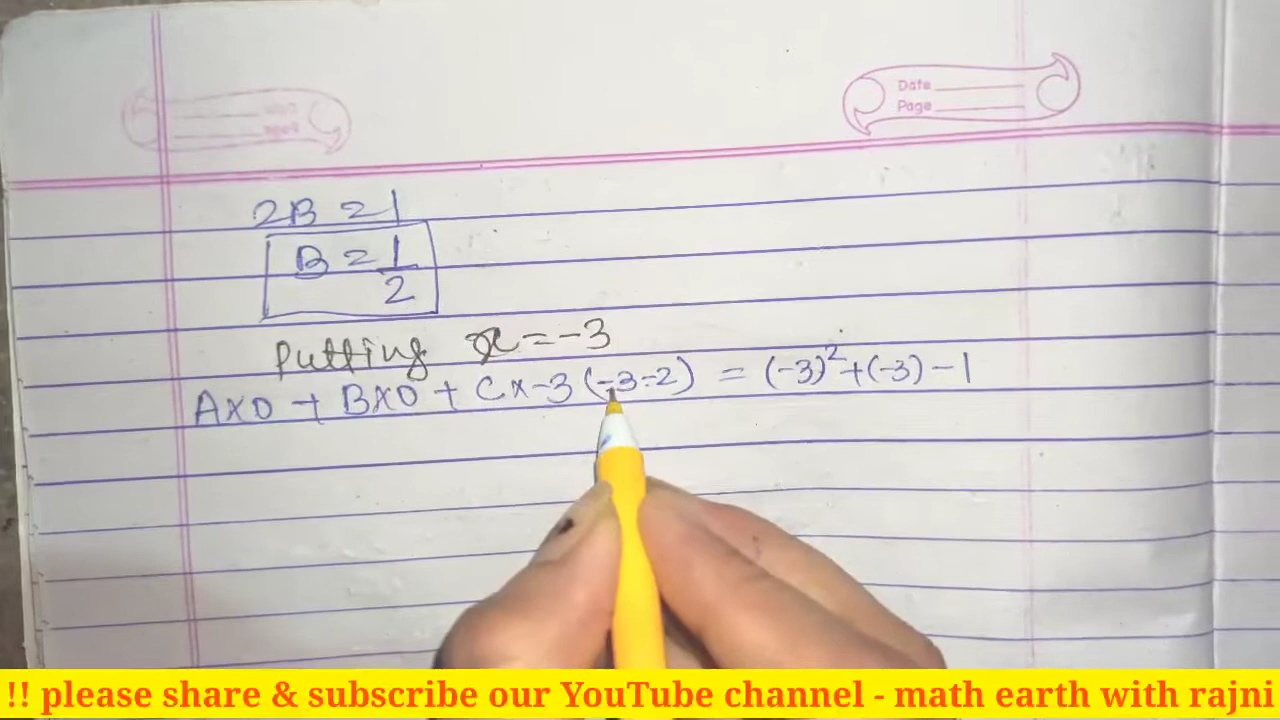 Date
Page
2B = 1
B = 1/2
Putting x = -3
A×0 + B×0 + C×-3(-3-2) = (-3)²+(-3)-1
!! please share & subscribe our YouTube channel - math earth with rajni